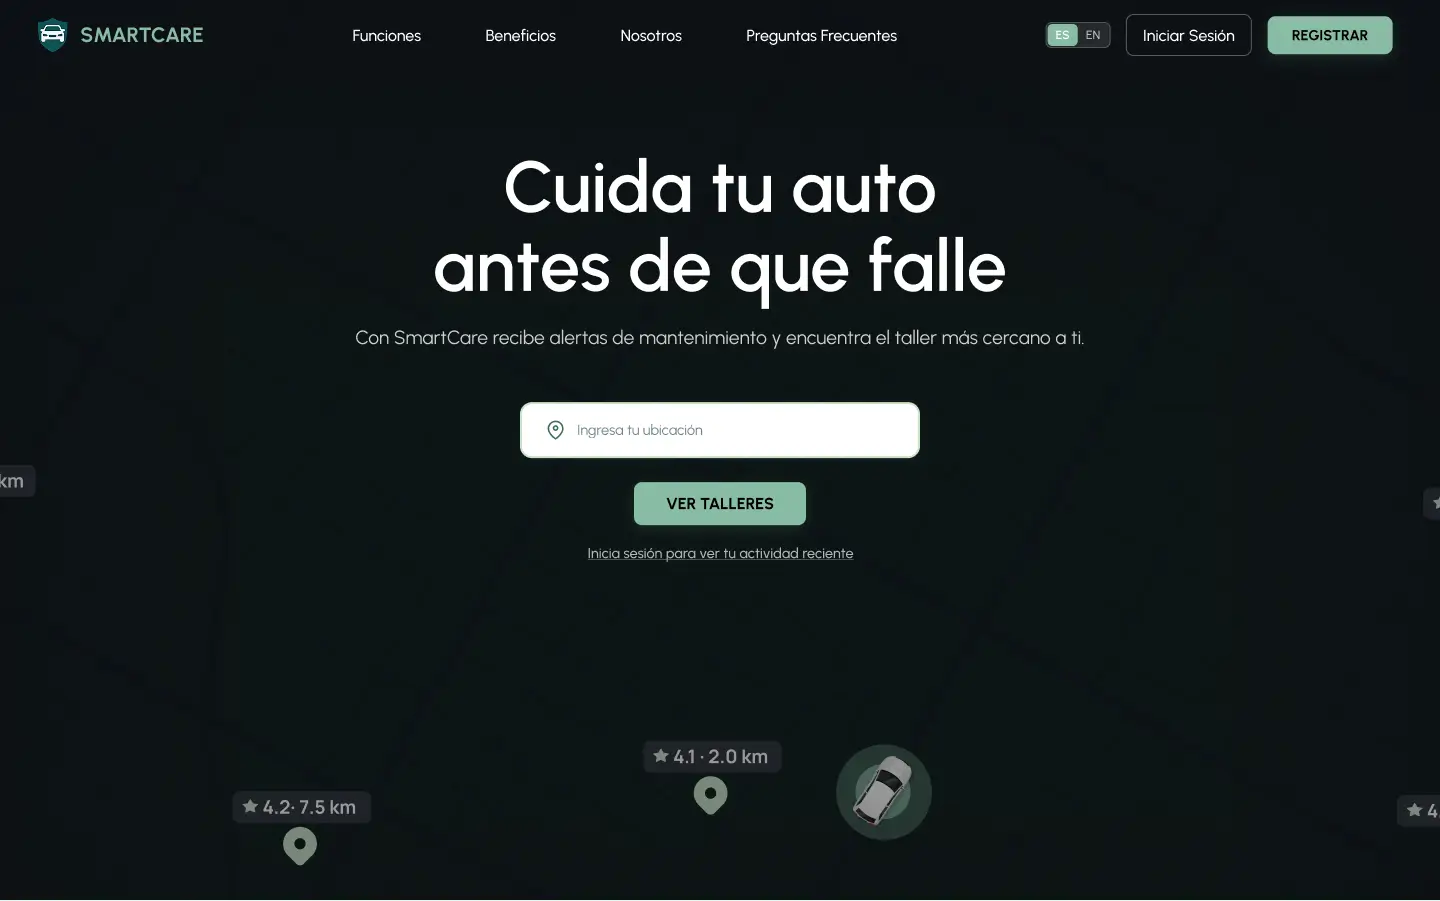 SMARTCARE
Funciones
Beneficios
Nosotros
Preguntas Frecuentes
ES
EN
Iniciar Sesión
REGISTRAR
Cuida tu auto
antes de que falle
Con SmartCare recibe alertas de mantenimiento y encuentra el taller más cercano a ti.
Ingresa tu ubicación
VER TALLERES
Inicia sesión para ver tu actividad reciente
km
4.1 · 2.0 km
4.2· 7.5 km
4.